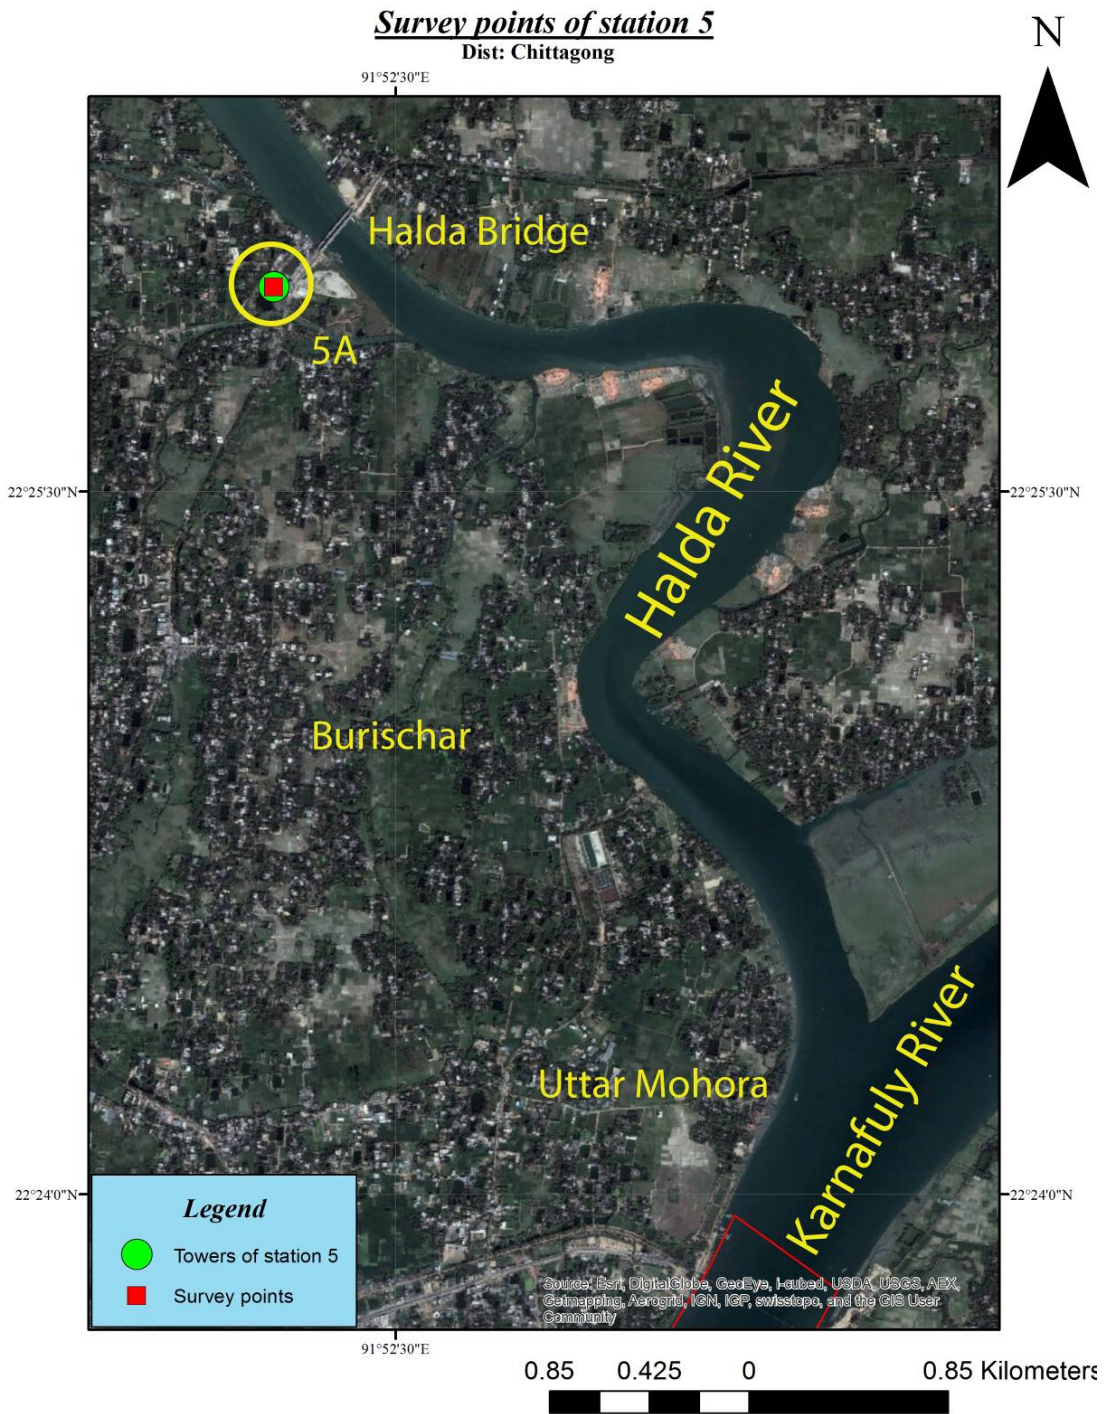 Survey points of station 5
Dist: Chittagong
N
91°52'30"E
Halda Bridge
5A
Halda River
22°25'30"N
22°25'30"N
Burischar
Uttar Mohora
Karnafuly River
22°24'0"N
22°24'0"N
Legend
Towers of station 5
Survey points
Source: Esri, DigitalGlobe, GeoEye, i-cubed, USDA, USGS, AEX,
Getmapping, Aerogrid, IGN, IGP, swisstopo, and the GIS User
Community
91°52'30"E
0.85 0.425 0 0.85 Kilometers